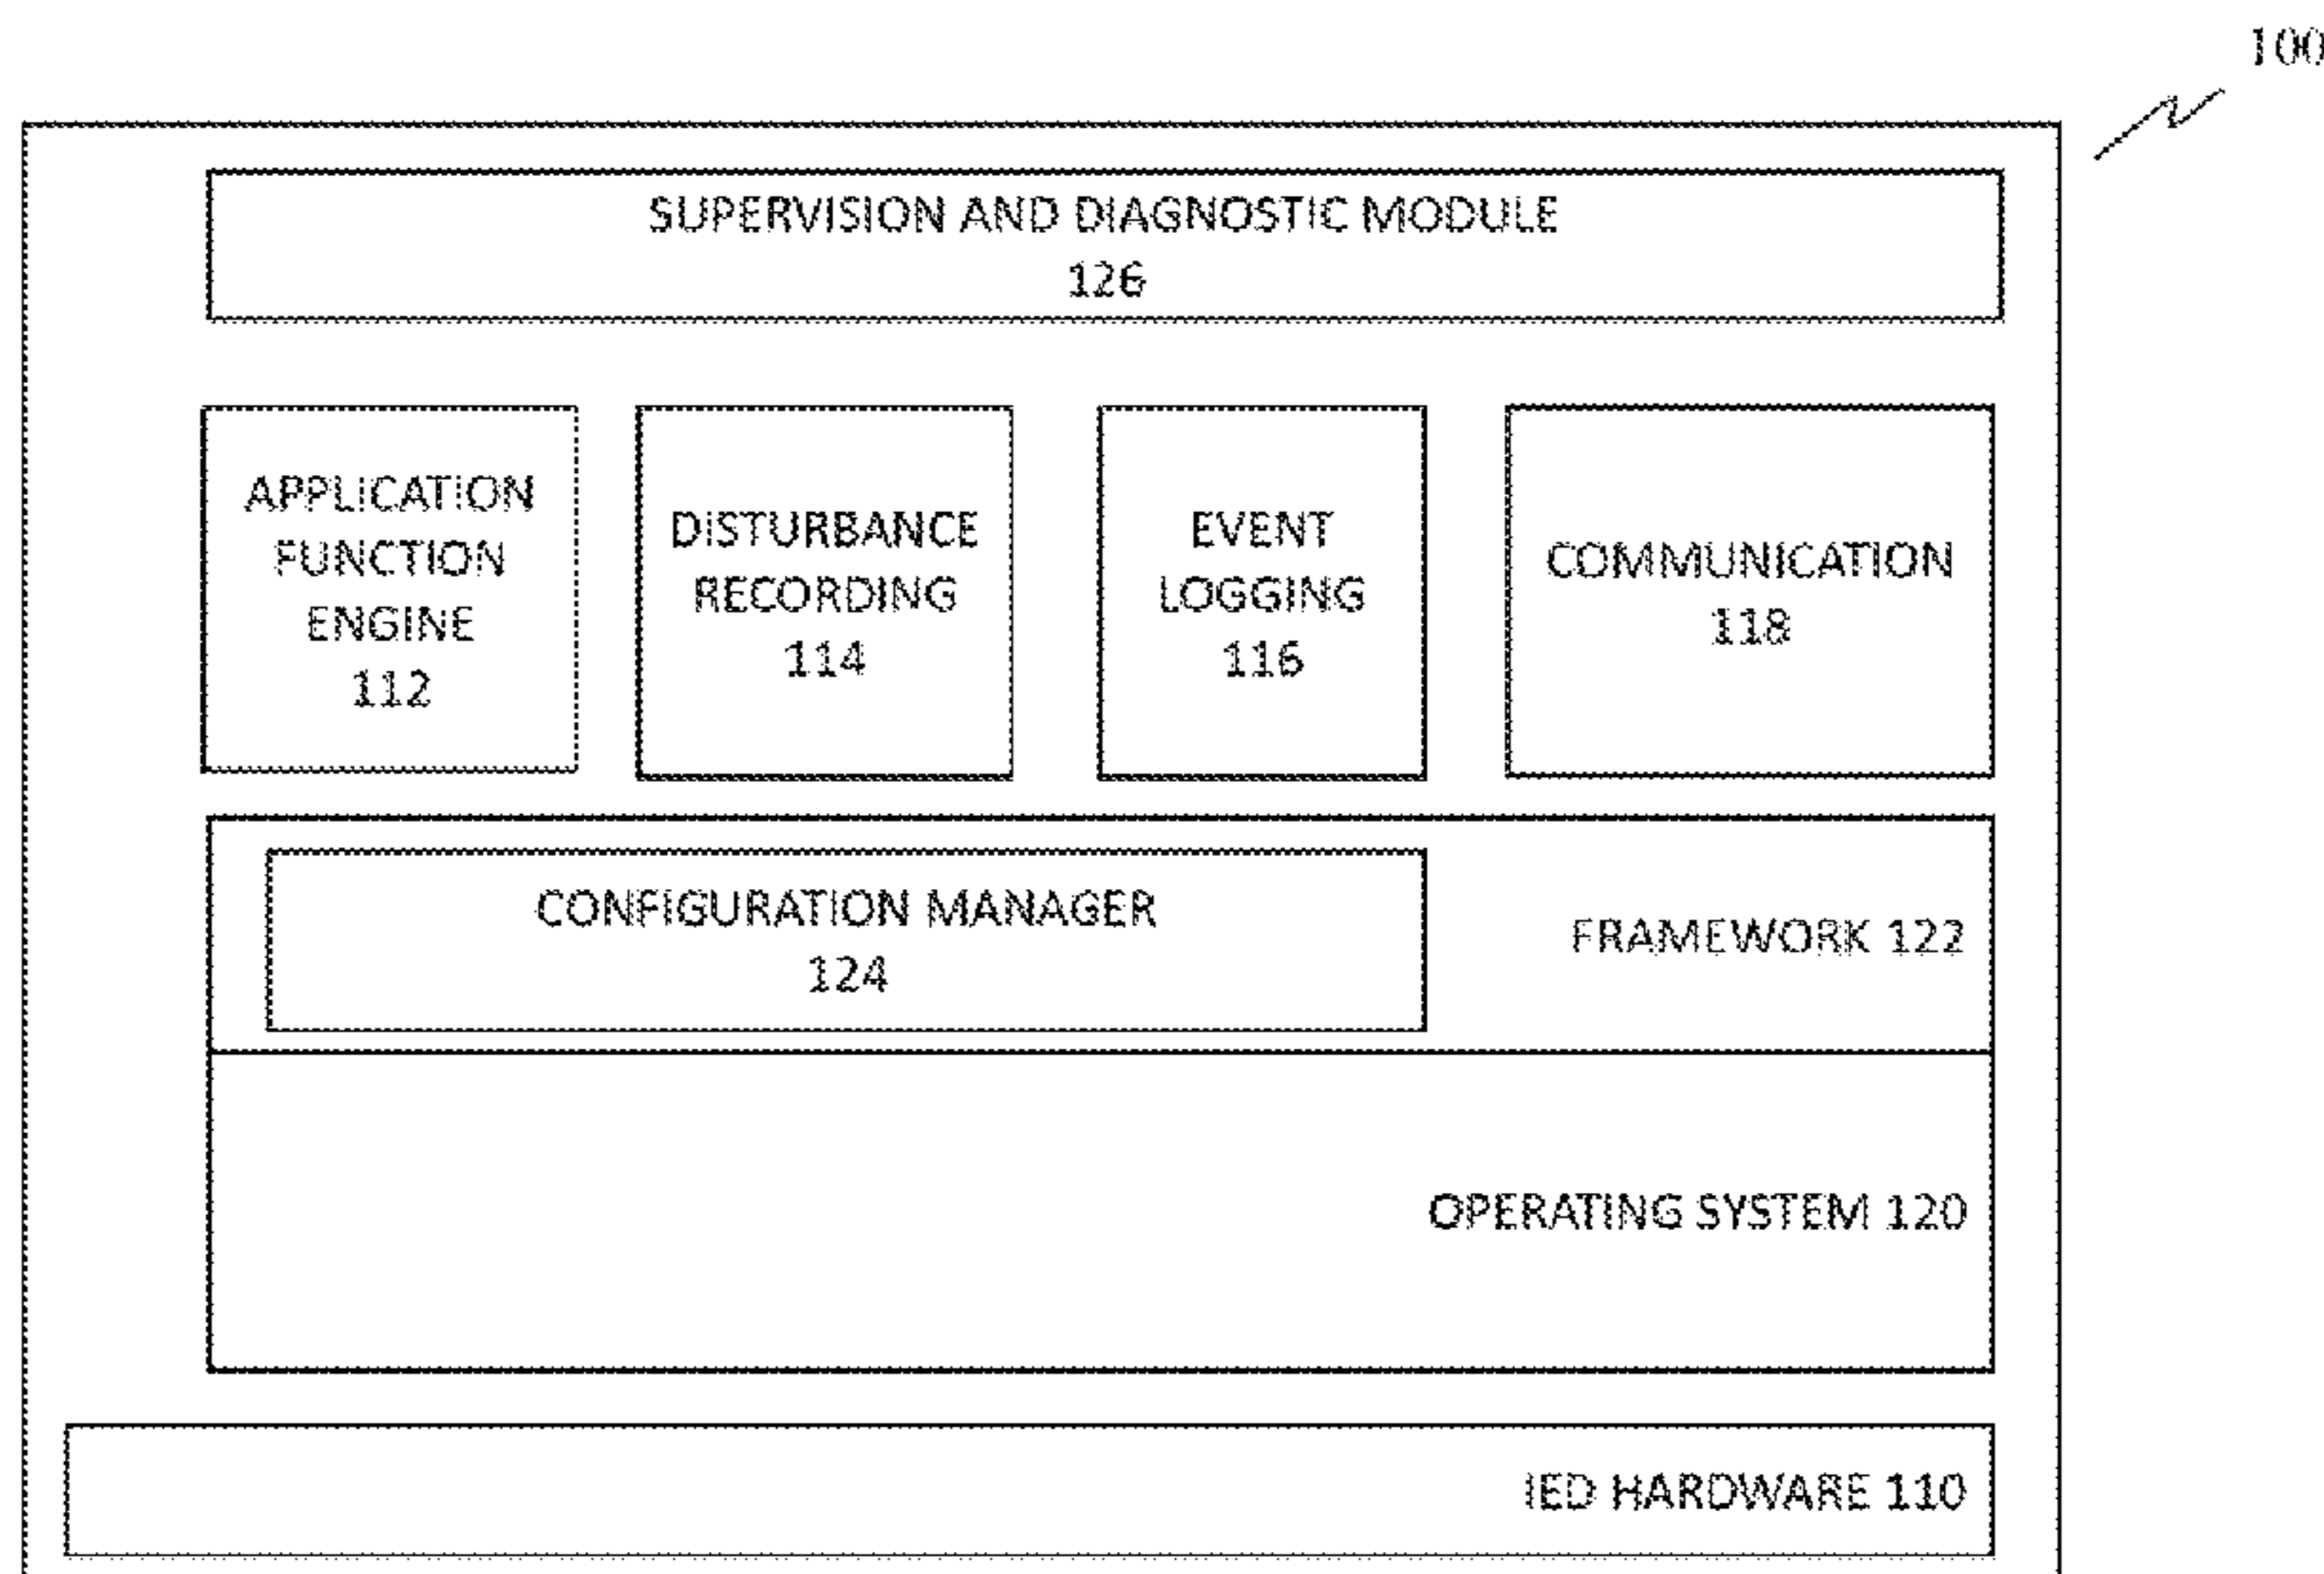 100
SUPERVISION AND DIAGNOSTIC MODULE
126
APPLICATION
FUNCTION
ENGINE
112
DISTURBANCE
RECORDING
114
EVENT
LOGGING
116
COMMUNICATION
118
CONFIGURATION MANAGER
124
FRAMEWORK 122
OPERATING SYSTEM 120
IED HARDWARE 110